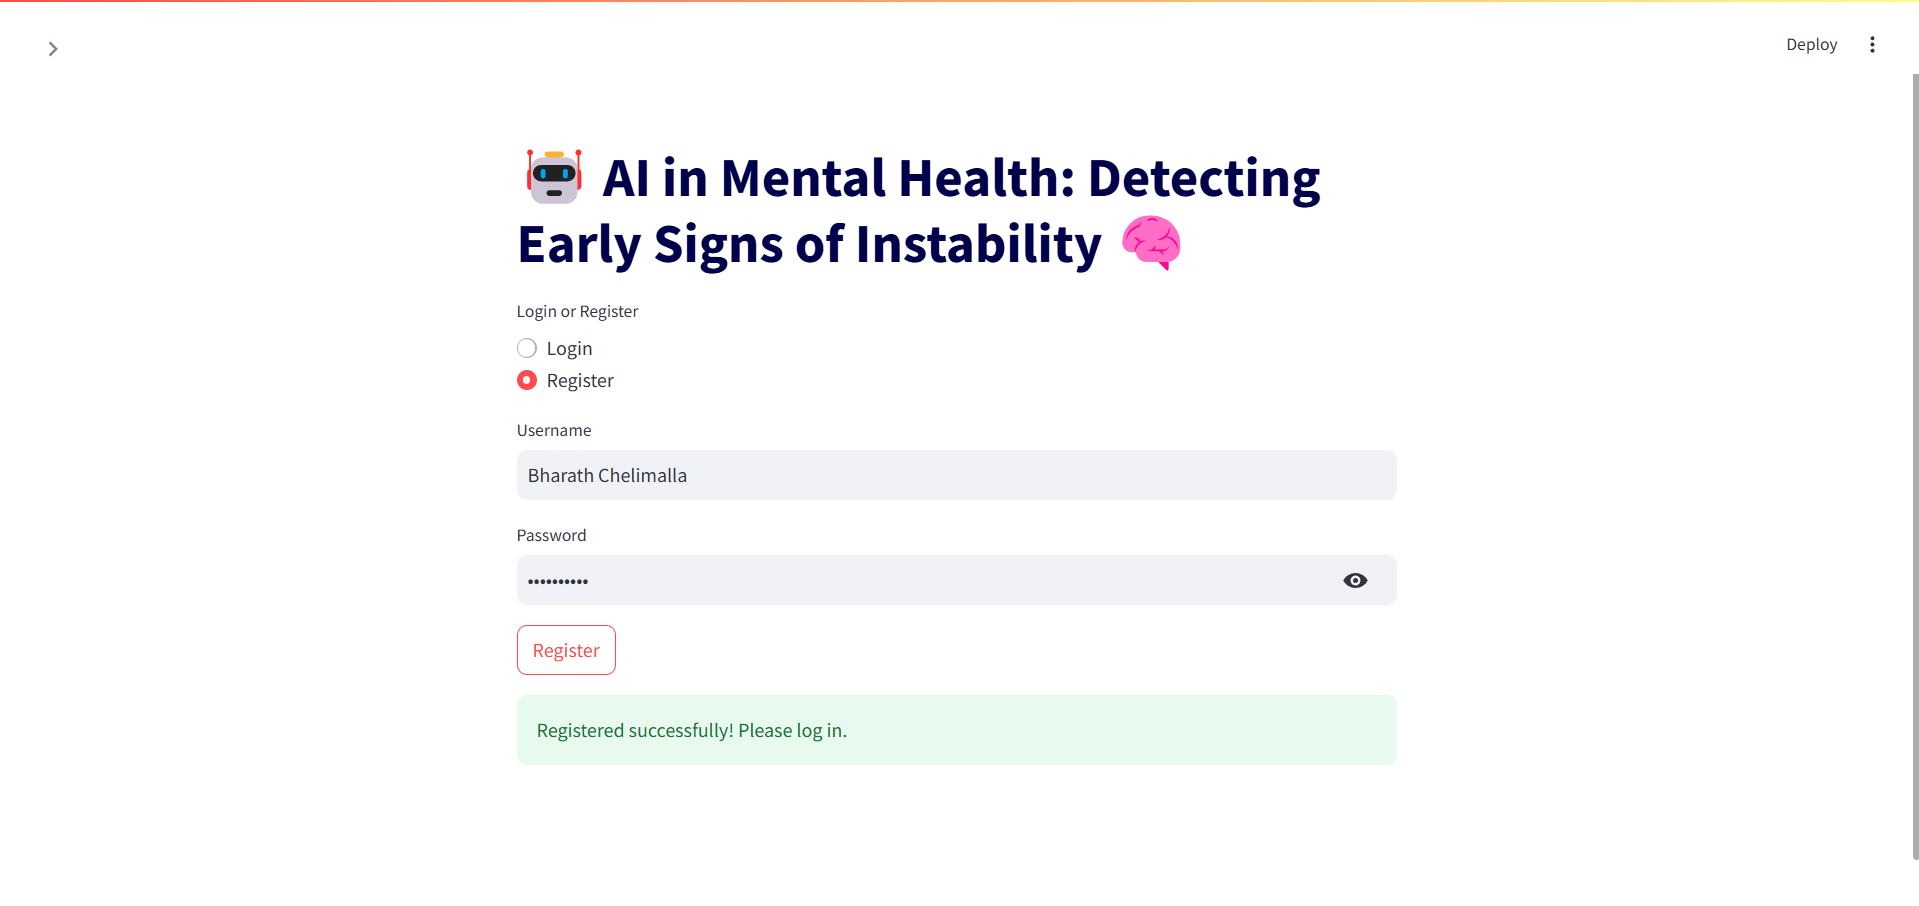 Deploy
AI in Mental Health: Detecting
Early Signs of Instability
Login or Register
Login
Register
Username
Bharath Chelimalla
Password
••••••••••
Register
Registered successfully! Please log in.